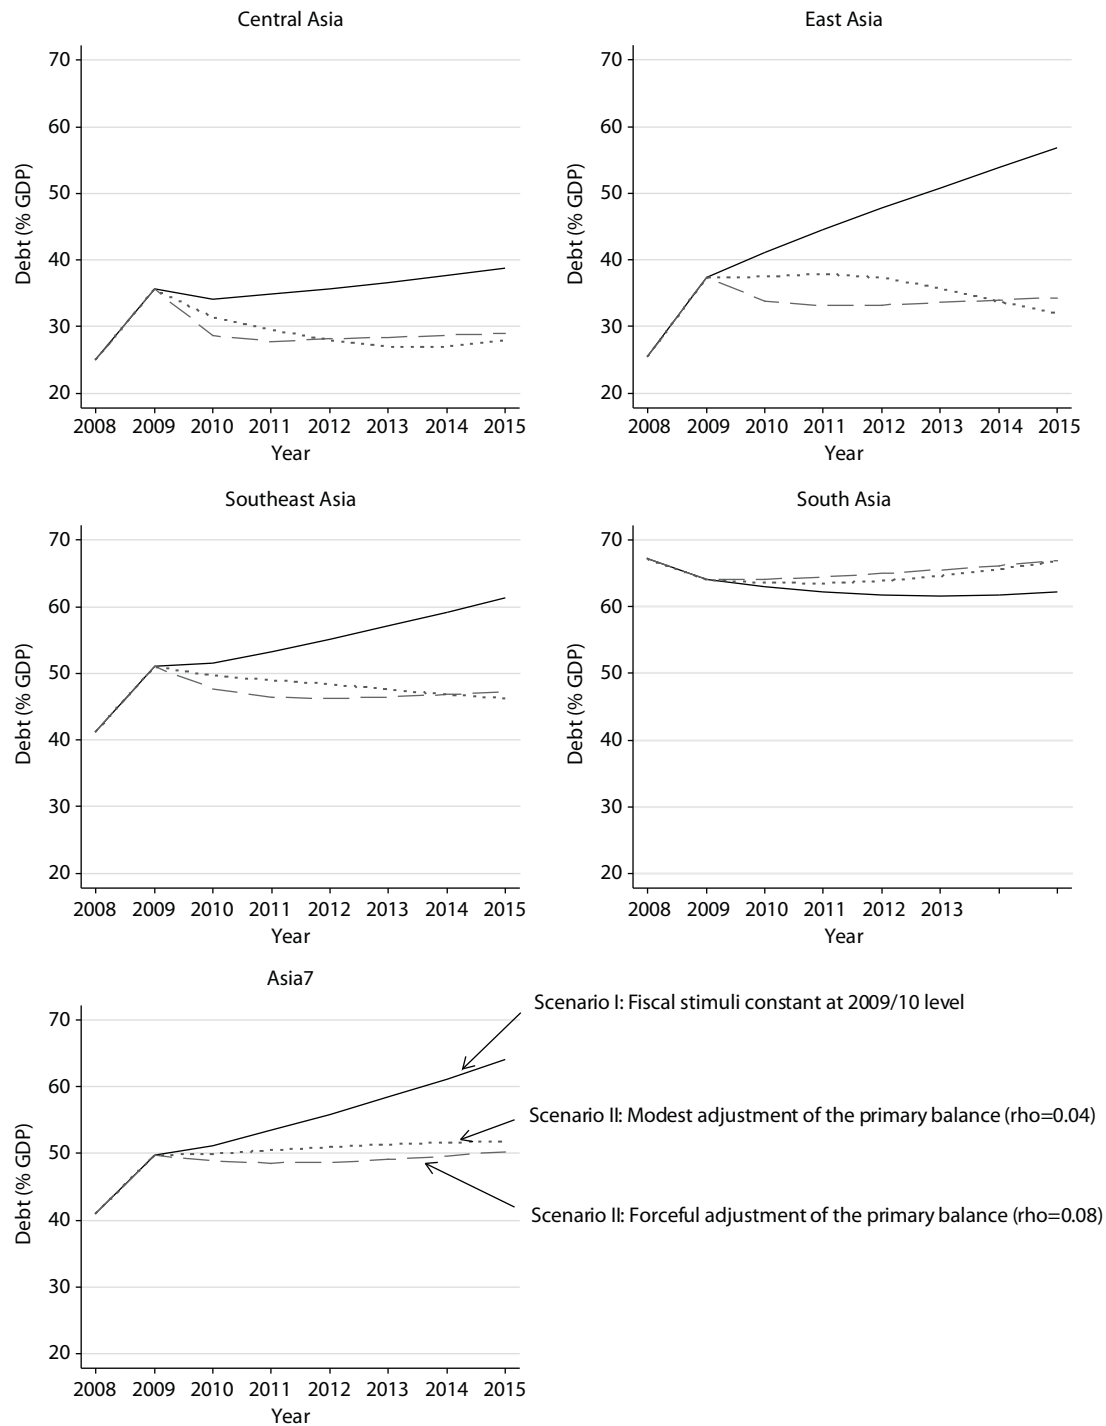 Central Asia
70
60
50
40
30
20
Debt (% GDP)
2008 2009 2010 2011 2012 2013 2014 2015
Year
East Asia
70
60
50
40
30
20
Debt (% GDP)
2008 2009 2010 2011 2012 2013 2014 2015
Year
Southeast Asia
70
60
50
40
30
20
Debt (% GDP)
2008 2009 2010 2011 2012 2013 2014 2015
Year
South Asia
70
60
50
40
30
20
Debt (% GDP)
2008 2009 2010 2011 2012 2013
Year
Asia7
70
60
50
40
30
20
Debt (% GDP)
2008 2009 2010 2011 2012 2013 2014 2015
Year
Scenario I: Fiscal stimuli constant at 2009/10 level
Scenario II: Modest adjustment of the primary balance (rho=0.04)
Scenario II: Forceful adjustment of the primary balance (rho=0.08)